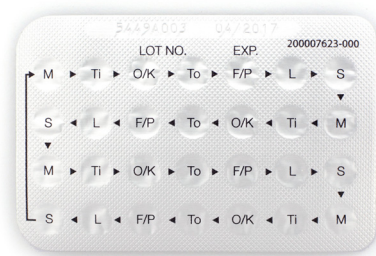 54494003 04/2017
LOT NO. EXP. 200007623-000
M ▸ Ti ▸ O/K ▸ To ▸ F/P ▸ L ▸ S
S ◂ L ◂ F/P ◂ To ◂ O/K ◂ Ti ◂ M
M ▸ Ti ▸ O/K ▸ To ▸ F/P ▸ L ▸ S
S ◂ L ◂ F/P ◂ To ◂ O/K ◂ Ti ◂ M